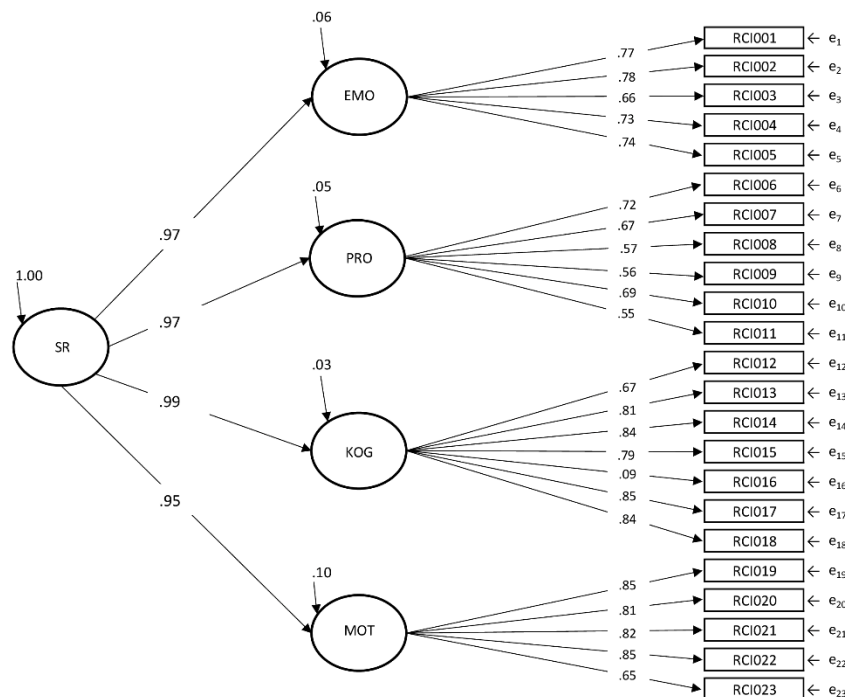 .06
EMO
.77
.78
.66
.73
.74
RCI001 ← e₁
RCI002 ← e₂
RCI003 ← e₃
RCI004 ← e₄
RCI005 ← e₅
.97
.05
PRO
.72
.67
.57
.56
.69
.55
RCI006 ← e₆
RCI007 ← e₇
RCI008 ← e₈
RCI009 ← e₉
RCI010 ← e₁₀
RCI011 ← e₁₁
1.00
SR
.97
.99
.95
.03
KOG
.67
.81
.84
.79
.09
.85
.84
RCI012 ← e₁₂
RCI013 ← e₁₃
RCI014 ← e₁₄
RCI015 ← e₁₅
RCI016 ← e₁₆
RCI017 ← e₁₇
RCI018 ← e₁₈
.10
MOT
.85
.81
.82
.85
.65
RCI019 ← e₁₉
RCI020 ← e₂₀
RCI021 ← e₂₁
RCI022 ← e₂₂
RCI023 ← e₂₃